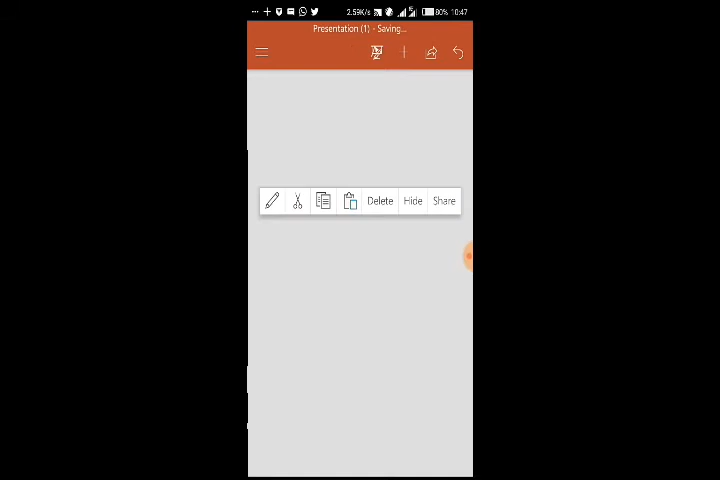 2.59K/s 80% 10:47
Presentation (1) - Saving...
Delete Hide Share